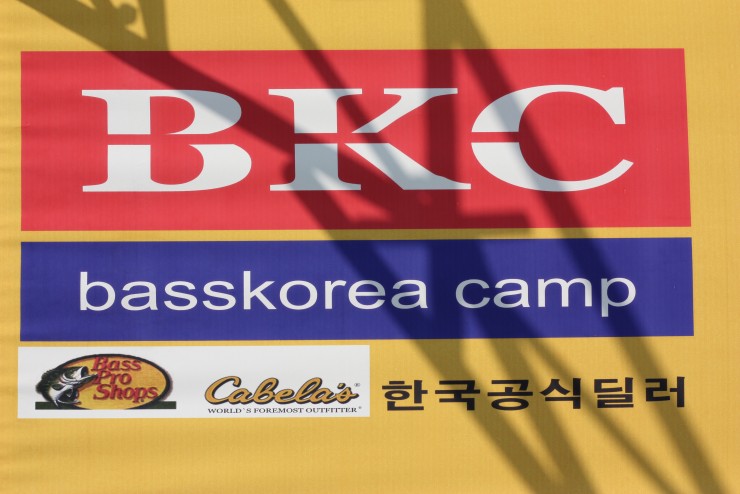 BKC
basskorea camp
Bass
Pro
Shops
Cabela's®
WORLD'S FOREMOST OUTFITTER®
한국공식딜러